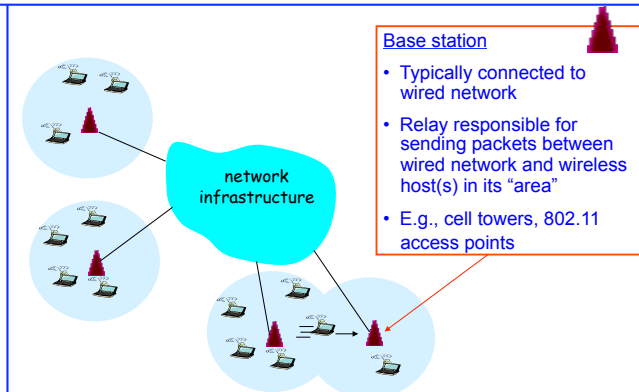 Base station
• Typically connected to
wired network
• Relay responsible for
sending packets between
wired network and wireless
host(s) in its “area”
• E.g., cell towers, 802.11
access points
network
infrastructure